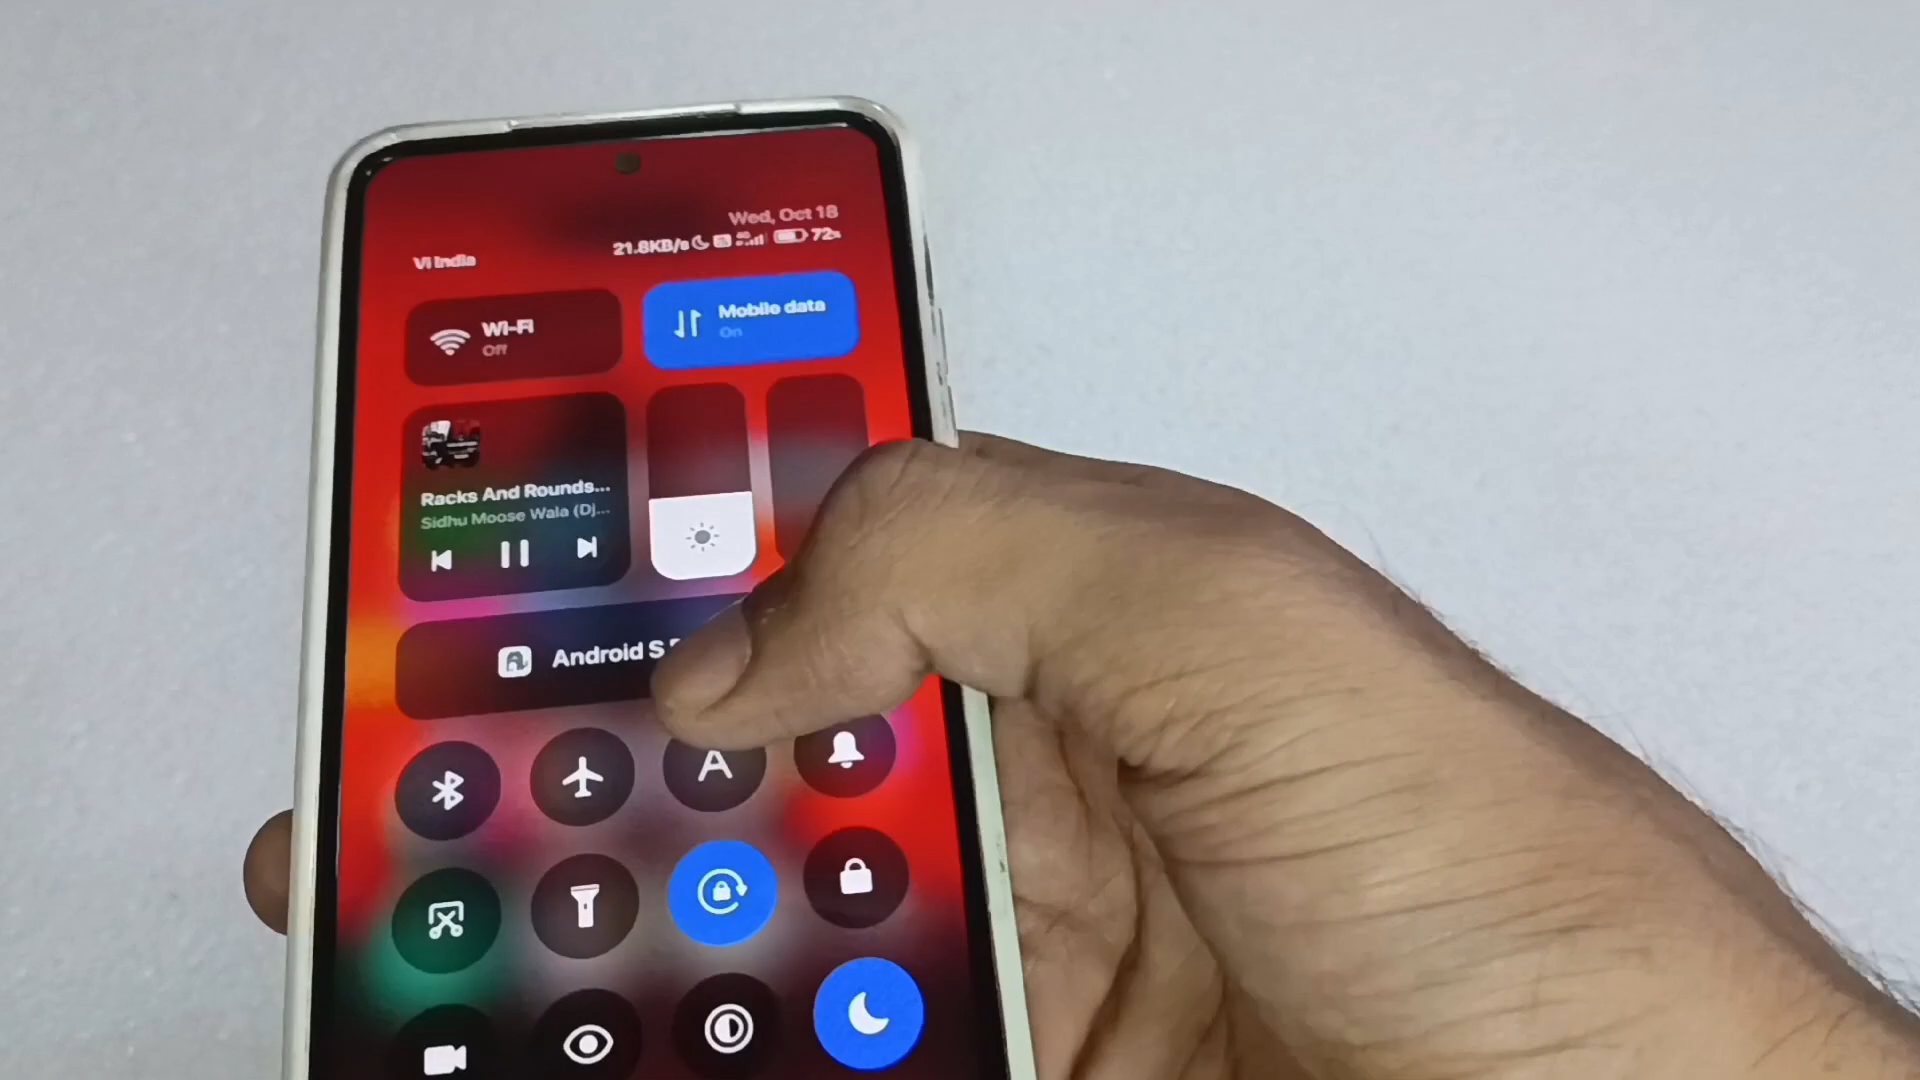 Wed, Oct 18
Vi India
21.8KB/s 72%
Wi-Fi
Off
Mobile data
On
Racks And Rounds...
Sidhu Moose Wala (Dj...
Android S
A